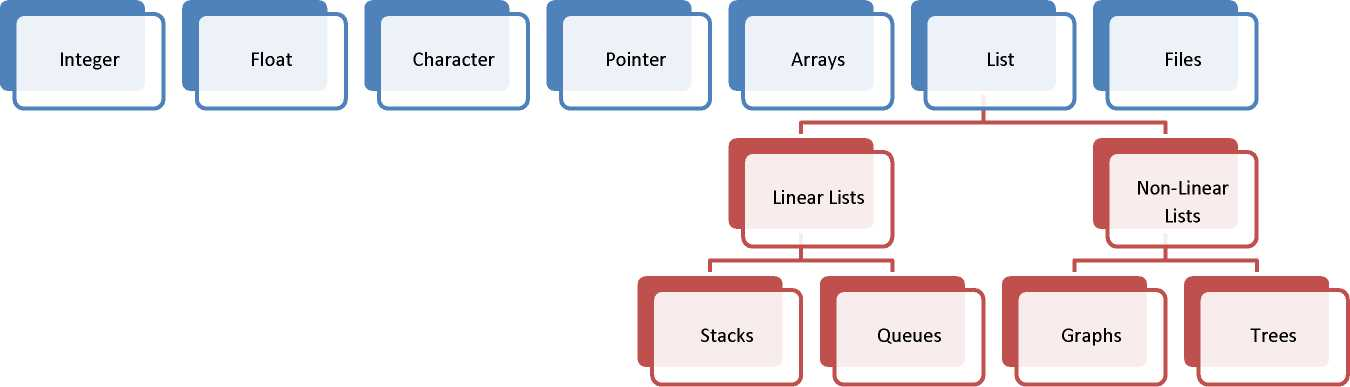 Integer
Float
Character
Pointer
Arrays
List
Files
Linear Lists
Non-Linear
Lists
Stacks
Queues
Graphs
Trees